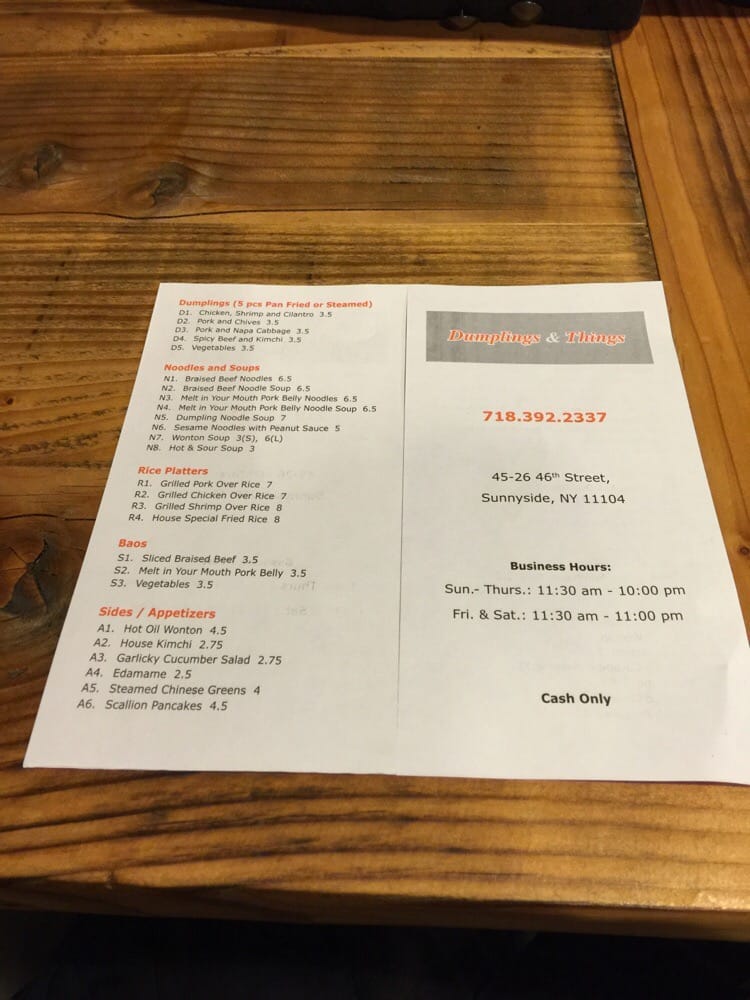 Dumplings (5 pcs Pan Fried or Steamed)
D1. Chicken, Shrimp and Cilantro 3.5
D2. Pork and Chives 3.5
D3. Pork and Napa Cabbage 3.5
D4. Spicy Beef and Kimchi 3.5
D5. Vegetables 3.5
Noodles and Soups
N1. Braised Beef Noodles 6.5
N2. Braised Beef Noodle Soup 6.5
N3. Melt in Your Mouth Pork Belly Noodles 6.5
N4. Melt in Your Mouth Pork Belly Noodle Soup 6.5
N5. Dumpling Noodle Soup 7
N6. Sesame Noodles with Peanut Sauce 5
N7. Wonton Soup 3(S), 6(L)
N8. Hot & Sour Soup 3
Rice Platters
R1. Grilled Pork Over Rice 7
R2. Grilled Chicken Over Rice 7
R3. Grilled Shrimp Over Rice 8
R4. House Special Fried Rice 8
Baos
S1. Sliced Braised Beef 3.5
S2. Melt in Your Mouth Pork Belly 3.5
S3. Vegetables 3.5
Sides / Appetizers
A1. Hot Oil Wonton 4.5
A2. House Kimchi 2.75
A3. Garlicky Cucumber Salad 2.75
A4. Edamame 2.5
A5. Steamed Chinese Greens 4
A6. Scallion Pancakes 4.5
Dumplings & Things
718.392.2337
45-26 46th Street,
Sunnyside, NY 11104
Business Hours:
Sun.- Thurs.: 11:30 am - 10:00 pm
Fri. & Sat.: 11:30 am - 11:00 pm
Cash Only